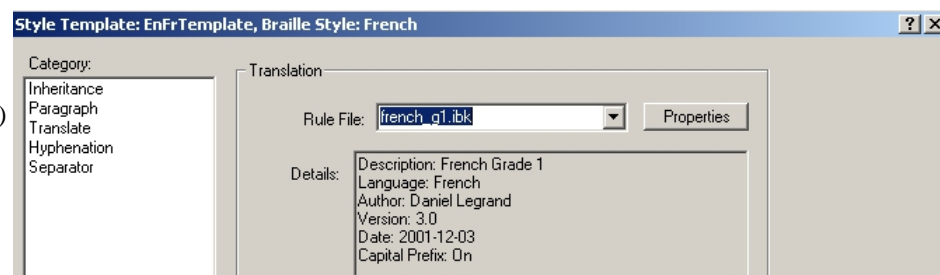 Style Template: EnFrTemplate, Braille Style: French
Category:
Inheritance
Paragraph
Translate
Hyphenation
Separator
)
Translation
Rule File: french_g1.ibk Properties
Details:
Description: French Grade 1
Language: French
Author: Daniel Legrand
Version: 3.0
Date: 2001-12-03
Capital Prefix: On